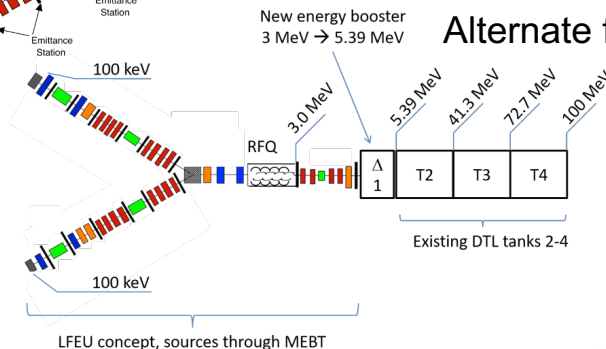 Emittance
Station
Emittance
Station
New energy booster
3 MeV → 5.39 MeV
Alternate
100 keV
RFQ
3.0 MeV
5.39 MeV
41.3 MeV
72.7 MeV
100 MeV
Δ
1
T2
T3
T4
Existing DTL tanks 2-4
100 keV
LFEU concept, sources through MEBT